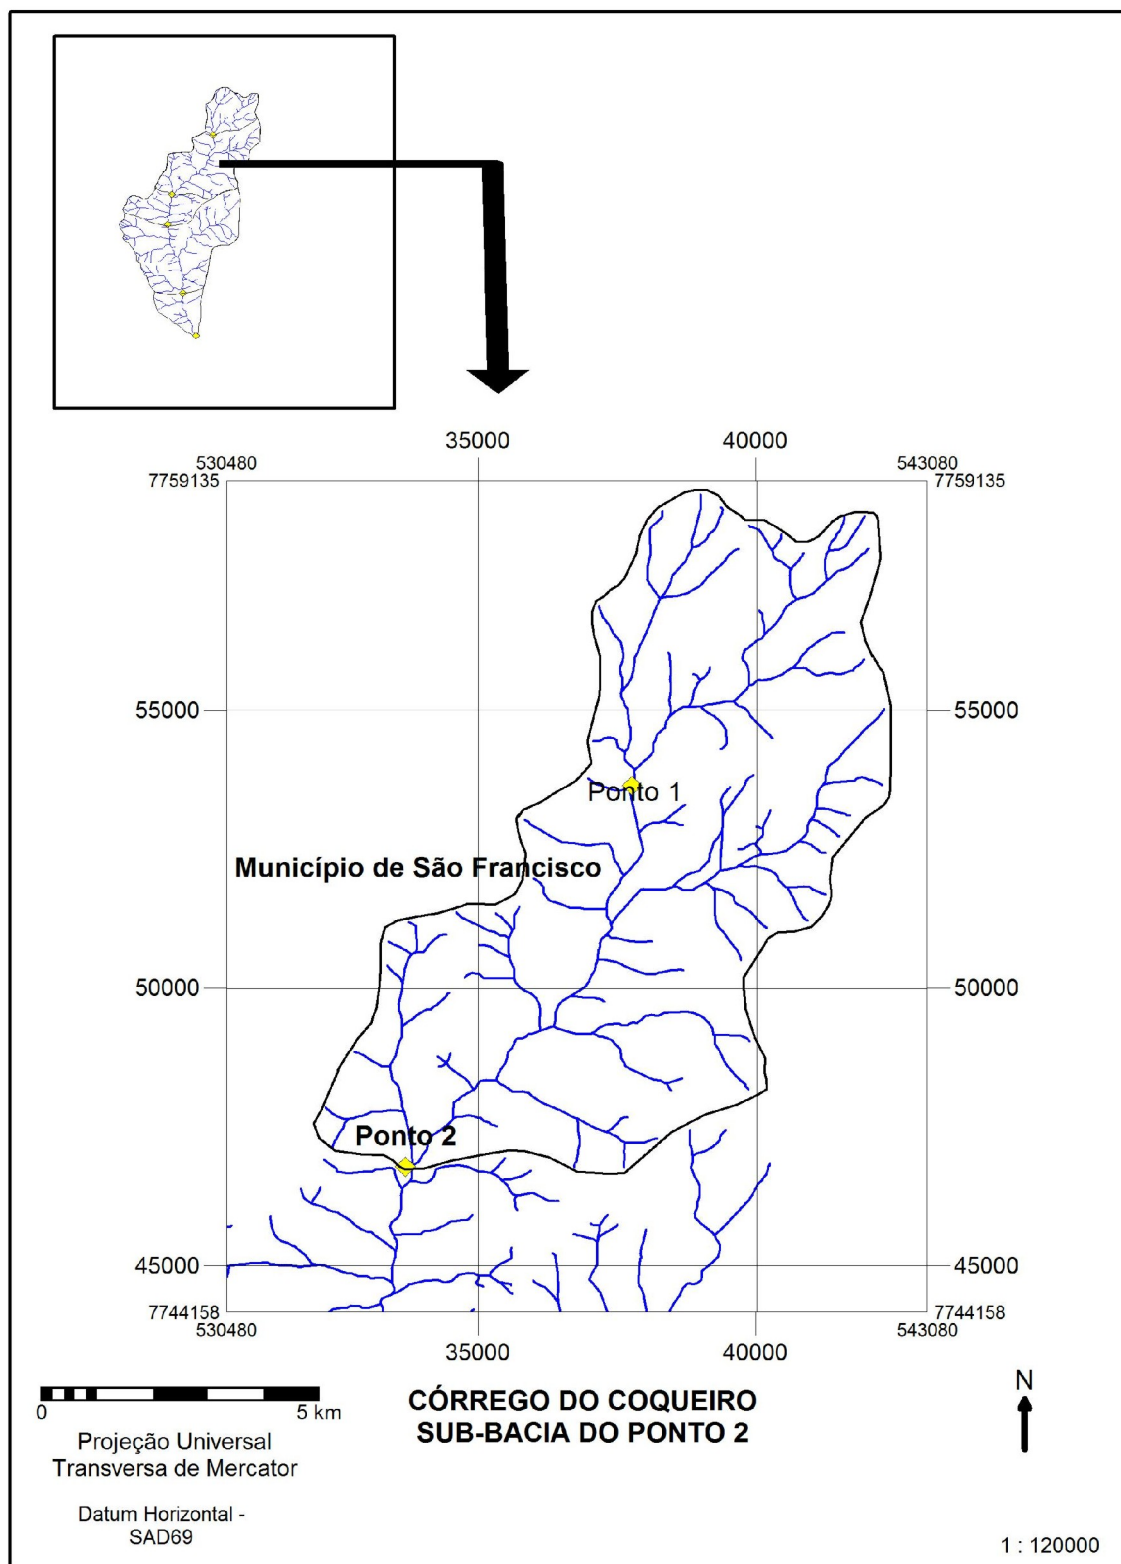 35000 40000
530480 543080
7759135 7759135
55000 55000
Ponto 1
Município de São Francisco
50000 50000
Ponto 2
45000 45000
7744158 7744158
530480 543080
35000 40000
0 5 km
CÓRREGO DO COQUEIRO
SUB-BACIA DO PONTO 2
N
Projeção Universal
Transversa de Mercator
Datum Horizontal -
SAD69
1 : 120000